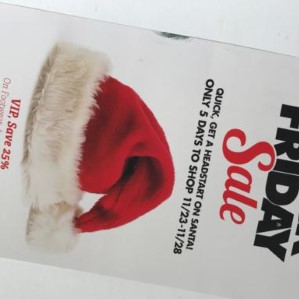 FRIDAY
Sale
QUICK, GET A HEADSTART ON SANTA!
ONLY 5 DAYS TO SHOP 11/23-11/28
VIP Save 25%